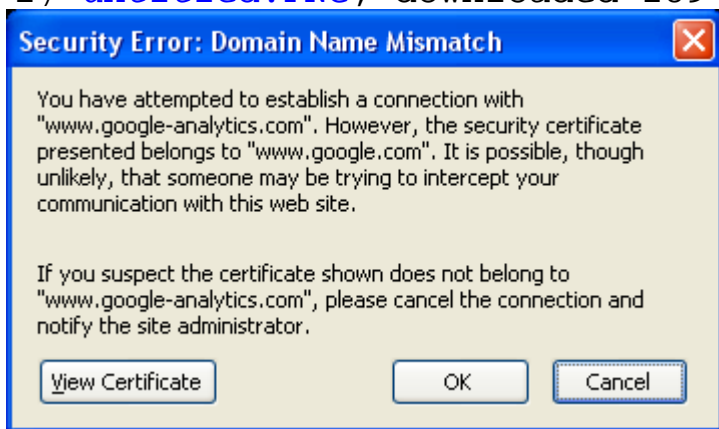 Security Error: Domain Name Mismatch
You have attempted to establish a connection with
"www.google-analytics.com". However, the security certificate
presented belongs to "www.google.com". It is possible, though
unlikely, that someone may be trying to intercept your
communication with this web site.
If you suspect the certificate shown does not belong to
"www.google-analytics.com", please cancel the connection and
notify the site administrator.
View Certificate
OK
Cancel